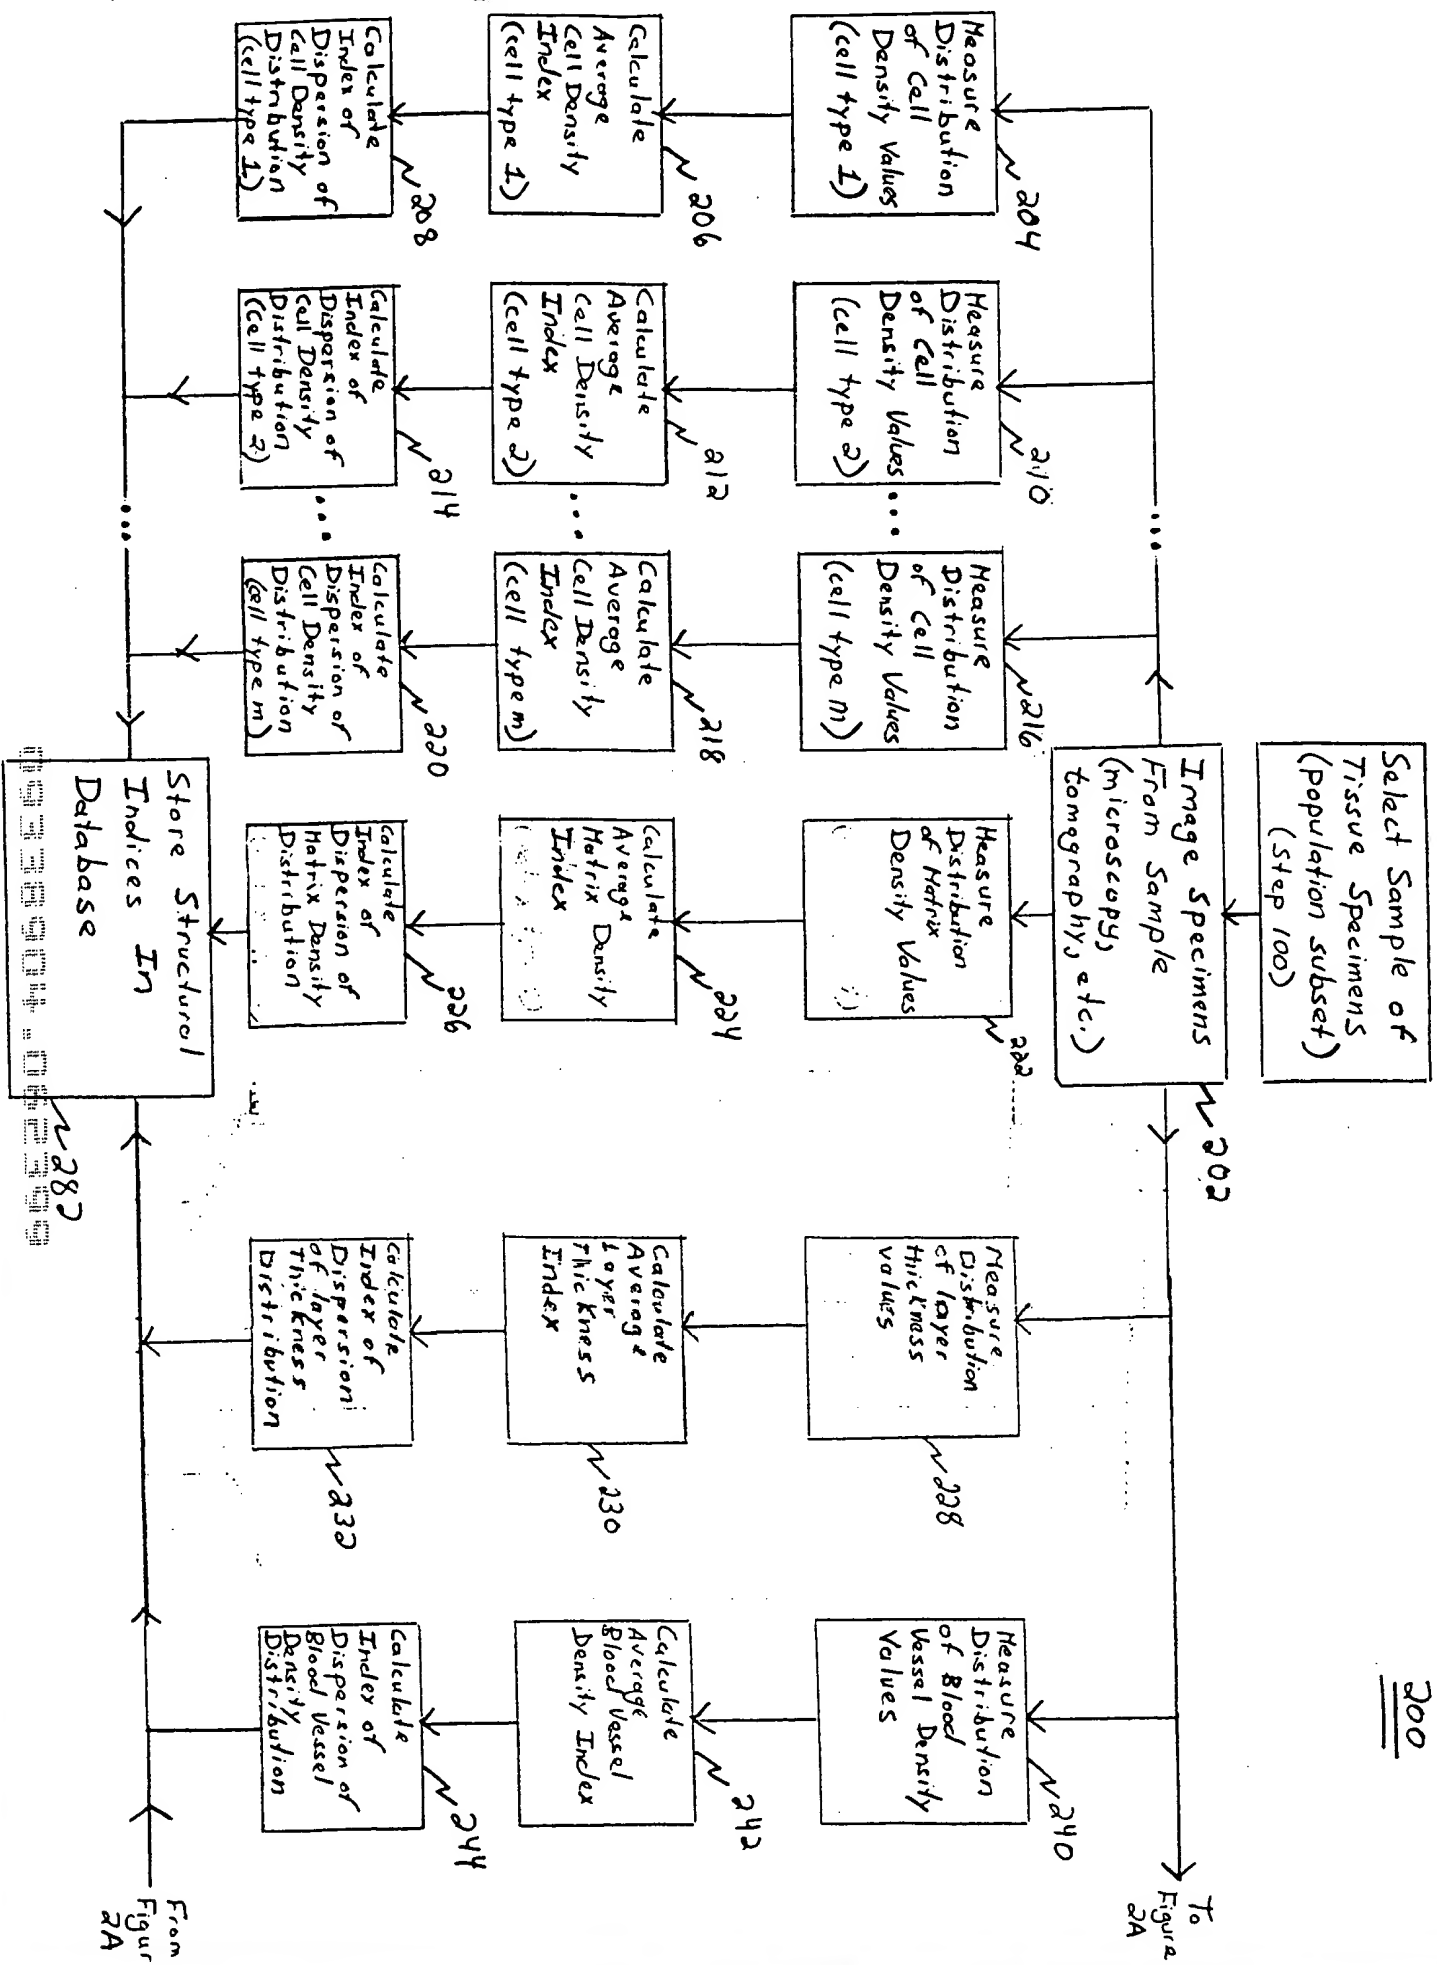 200
Select Sample of
Tissue Specimens
(population subset)
(Step 100)
Image Specimens
From Sample
(microscopy,
tomography, etc.)
202
To
Figure
2A
Measure
Distribution
of Cell
Density Values
(cell type 1)
204
Measure
Distribution
of Cell
Density Values
(cell type 2)
210
Measure
Distribution
of Cell
Density Values
(cell type m)
216
Measure
Distribution
of Matrix
Density Values
222
Measure
Distribution
of layer
thickness
values
228
Measure
Distribution
of Blood
Vessel Density
Values
240
Calculate
Average
Cell Density
Index
(cell type 1)
206
Calculate
Average
Cell Density
Index
(cell type 2)
212
Calculate
Average
Cell Density
Index
(cell type m)
218
Calculate
Average
Matrix Density
Index
224
Calculate
Average
Layer
Thickness
Index
230
Calculate
Average
Blood Vessel
Density Index
242
Calculate
Index of
Dispersion of
Cell Density
Distribution
(cell type 1)
208
Calculate
Index of
Dispersion of
Cell Density
Distribution
(cell type 2)
214
Calculate
Index of
Dispersion of
Cell Density
Distribution
(cell type m)
220
Calculate
Index of
Dispersion of
Matrix Density
Distribution
226
Calculate
Index of
Dispersion
of layer
Thickness
Distribution
232
Calculate
Index of
Dispersion of
Blood Vessel
Density
Distribution
244
Store Structural
Indices In
Database
282
From
Figur
2A
09338904.062399